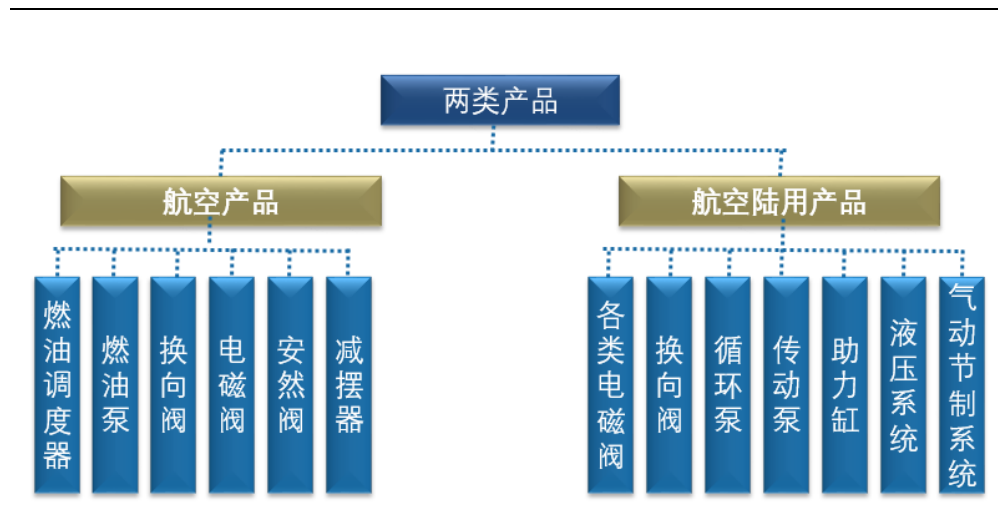 两类产品
航空产品
航空陆用产品
燃油调度器
燃油泵
换向阀
电磁阀
安然阀
减摆器
各类电磁阀
换向阀
循环泵
传动泵
助力缸
液压系统
气动节制系统